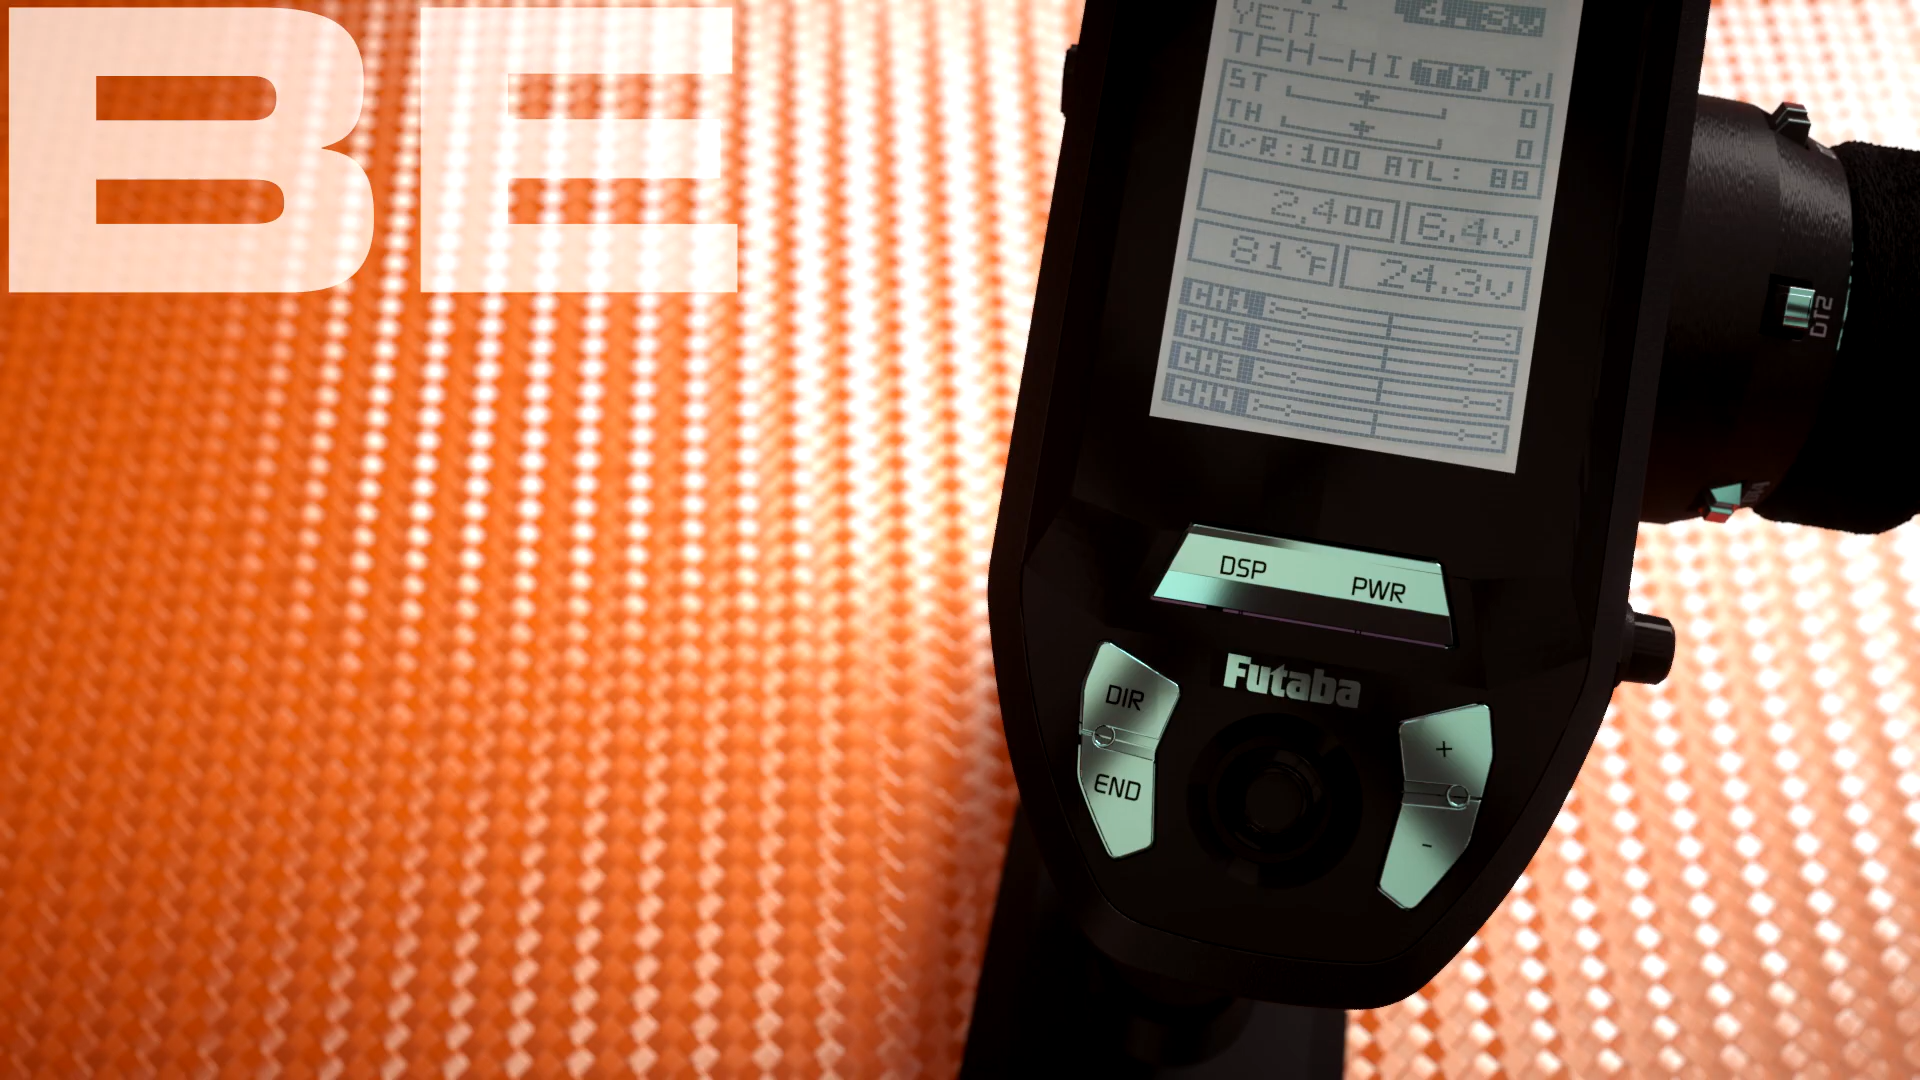 BE
YETI
TFH-HI TX
ST 0
TH 0
D/R:100 ATL: 88
2,400 6.4v
81°F 24.3v
CH1
CH2
CH3
CH4
DT2
DSP PWR
Futaba
DIR
END
+
-